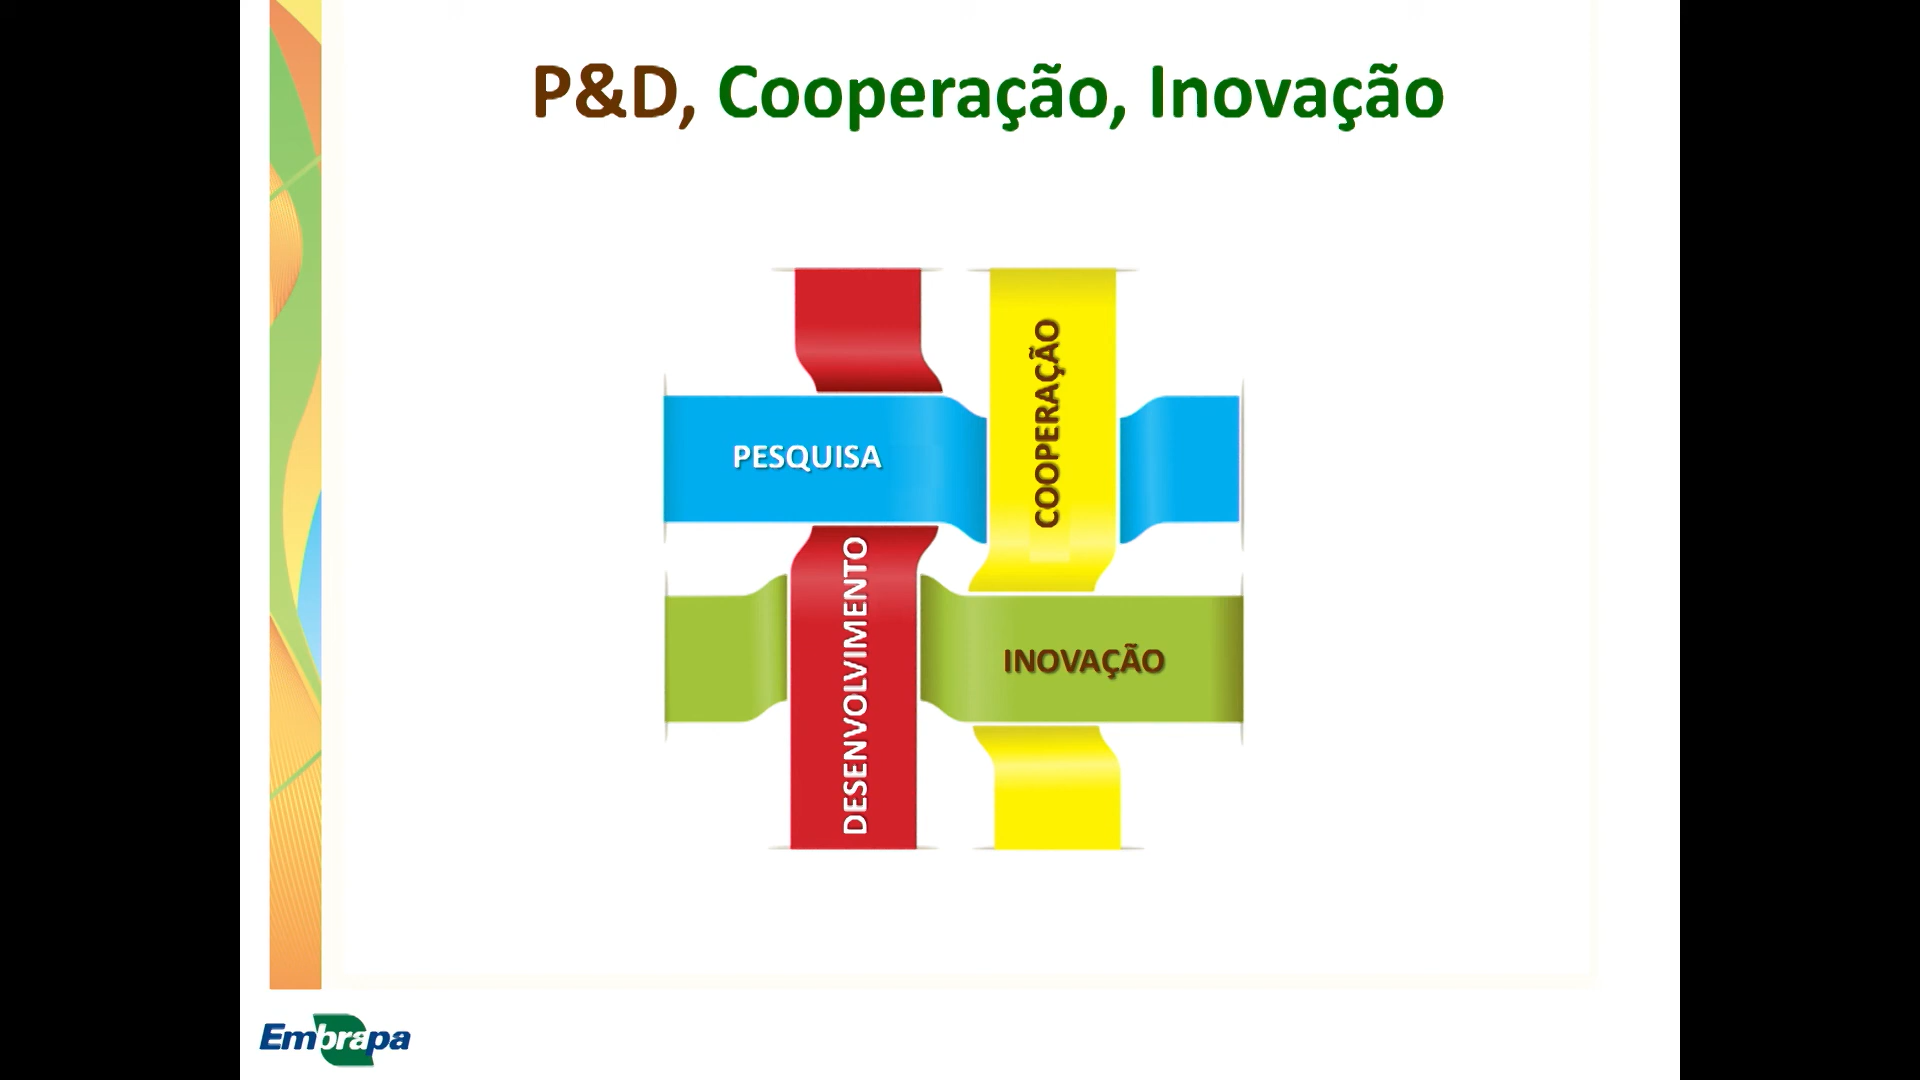 P&D, Cooperação, Inovação
COOPERAÇÃO
PESQUISA
DESENVOLVIMENTO
INOVAÇÃO
Embrapa